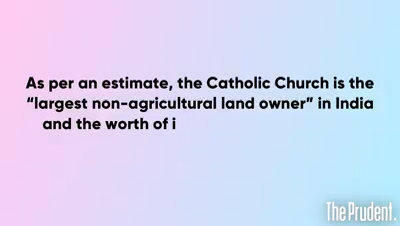 As per an estimate, the Catholic Church is the
“largest non-agricultural land owner” in India
and the worth of i
The Prudent.